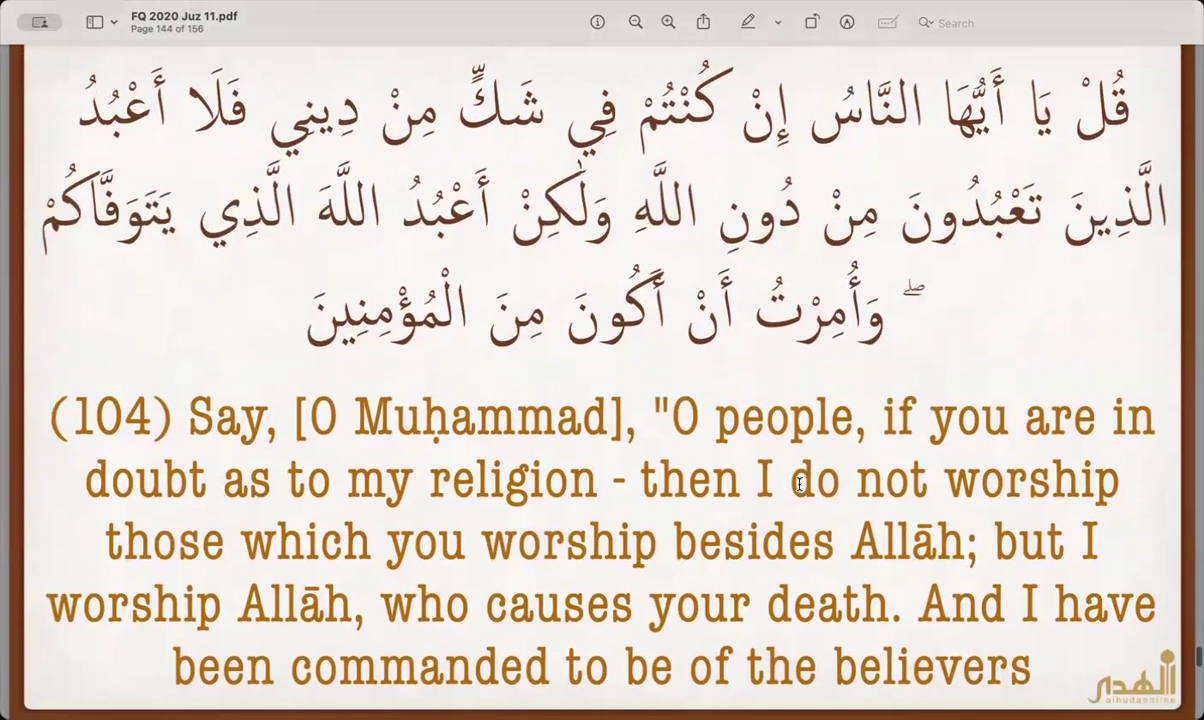 FQ 2020 Juz 11.pdf
Page 144 of 156
Search
قُلْ يَا أَيُّهَا النَّاسُ إِنْ كُنْتُمْ فِي شَكٍّ مِنْ دِينِي فَلَا أَعْبُدُ
الَّذِينَ تَعْبُدُونَ مِنْ دُونِ اللَّهِ وَلَٰكِنْ أَعْبُدُ اللَّهَ الَّذِي يَتَوَفَّاكُمْ
ۖ وَأُمِرْتُ أَنْ أَكُونَ مِنَ الْمُؤْمِنِينَ
(104) Say, [O Muḥammad], "O people, if you are in
doubt as to my religion - then I do not worship
those which you worship besides Allāh; but I
worship Allāh, who causes your death. And I have
been commanded to be of the believers
الهدى
alhudaonline